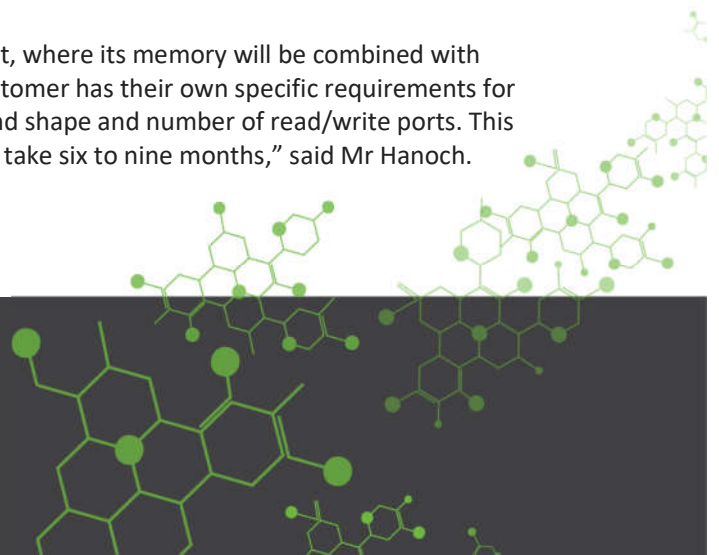 t, where its memory will be combined with
tomer has their own specific requirements for
nd shape and number of read/write ports. This
take six to nine months,” said Mr Hanoch.